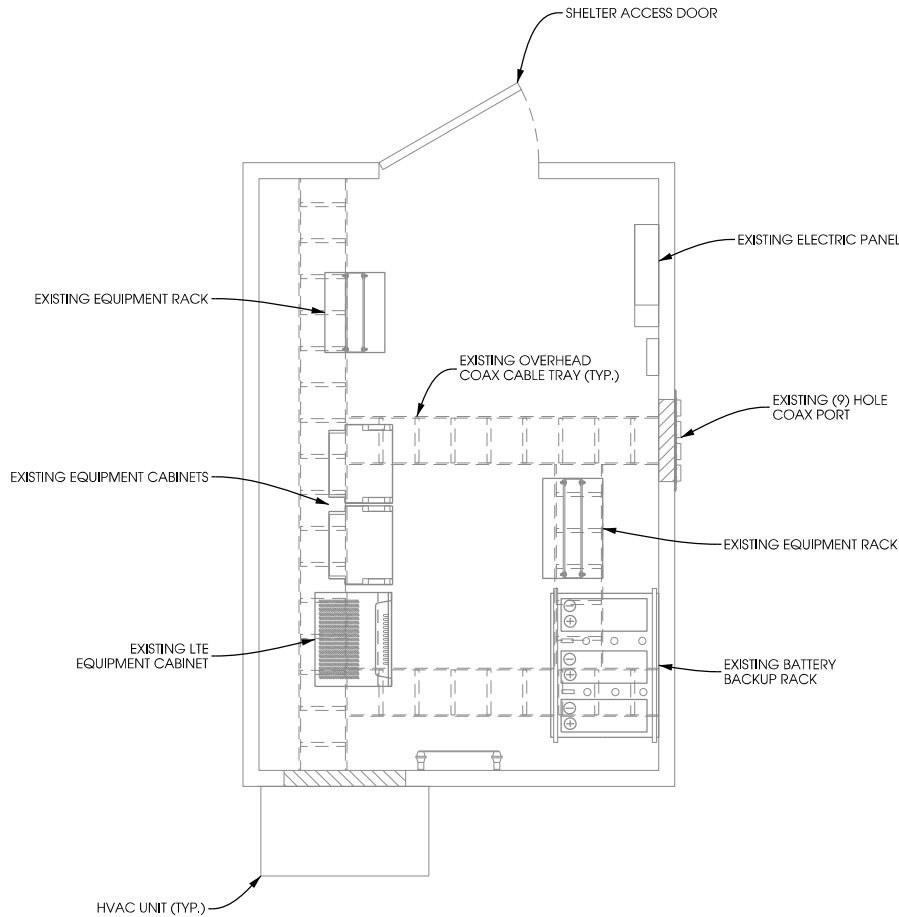 SHELTER ACCESS DOOR
EXISTING ELECTRIC PANEL
EXISTING EQUIPMENT RACK
EXISTING OVERHEAD
COAX CABLE TRAY (TYP.)
EXISTING (9) HOLE
COAX PORT
EXISTING EQUIPMENT CABINETS
EXISTING EQUIPMENT RACK
EXISTING LTE
EQUIPMENT CABINET
EXISTING BATTERY
BACKUP RACK
HVAC UNIT (TYP.)